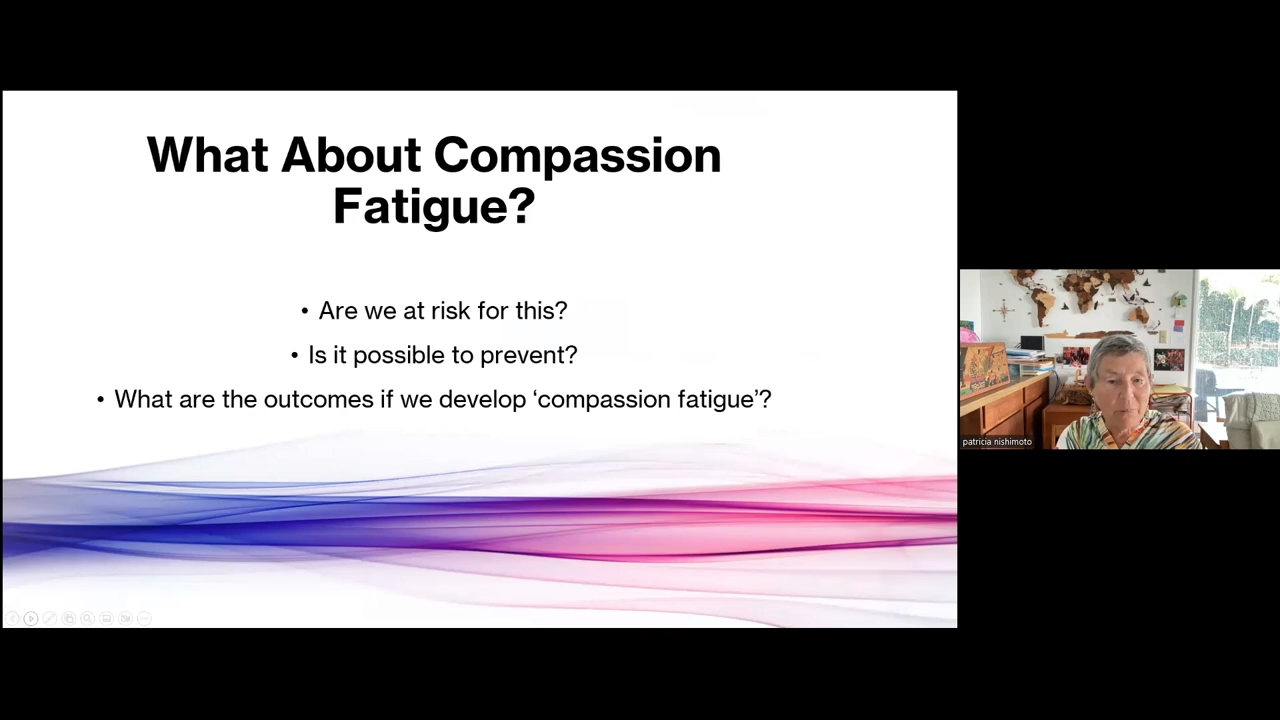 What About Compassion
Fatigue?
• Are we at risk for this?
• Is it possible to prevent?
• What are the outcomes if we develop ‘compassion fatigue’?
patricia nishimoto